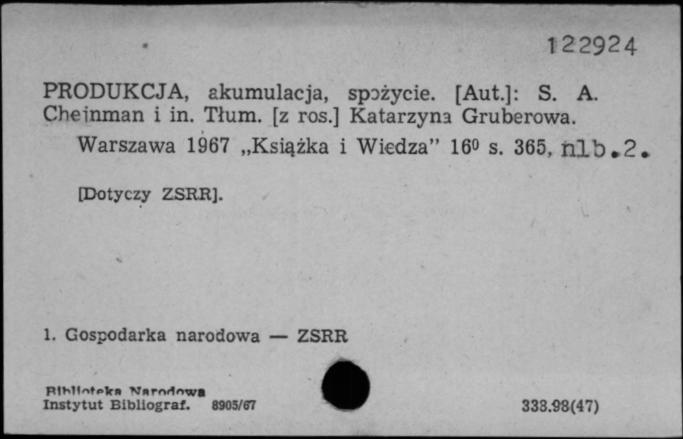 122924
PRODUKCJA, akumulacja, spożycie. [Aut.]: S. A.
Chejnman i in. Tłum. [z ros.] Katarzyna Gruberowa.
Warszawa 1967 „Książka i Wiedza” 16⁰ s. 365, nlb.2.
[Dotyczy ZSRR].
1. Gospodarka narodowa — ZSRR
Biblioteka Narodowa
Instytut Bibliograf. 8905/67
338.98(47)